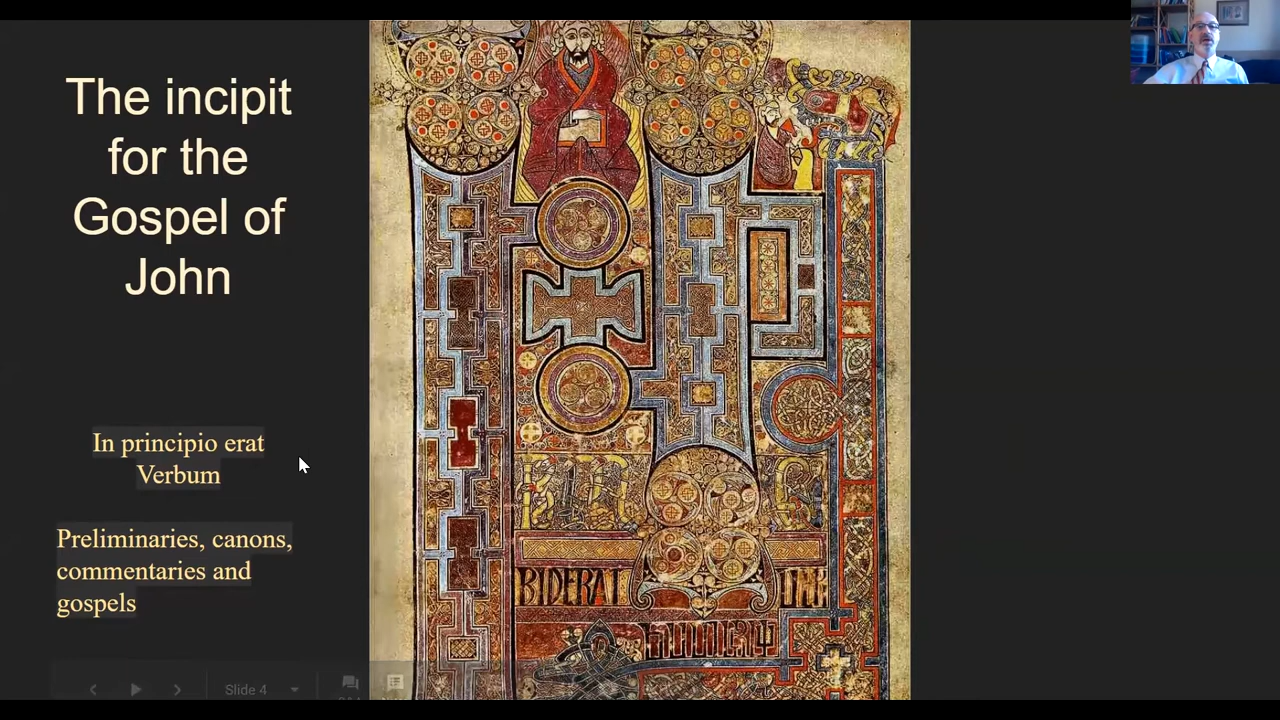 The incipit
for the
Gospel of
John
In principio erat
Verbum
Preliminaries, canons,
commentaries and
gospels
Slide 4